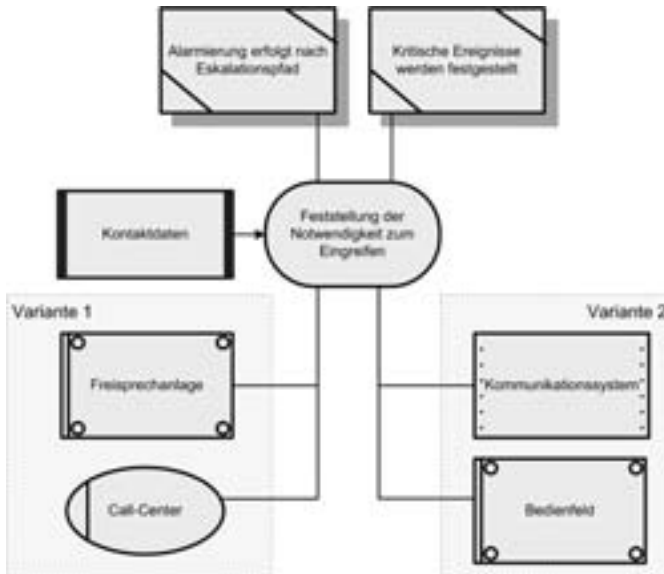 Alarmierung erfolgt nach
Eskalationspfad
Kritische Ereignisse
werden festgestellt
Kontaktdaten
Feststellung der
Notwendigkeit zum
Eingreifen
Variante 1
Variante 2
Freisprechanlage
"Kommunikationssystem"
Call-Center
Bedienfeld